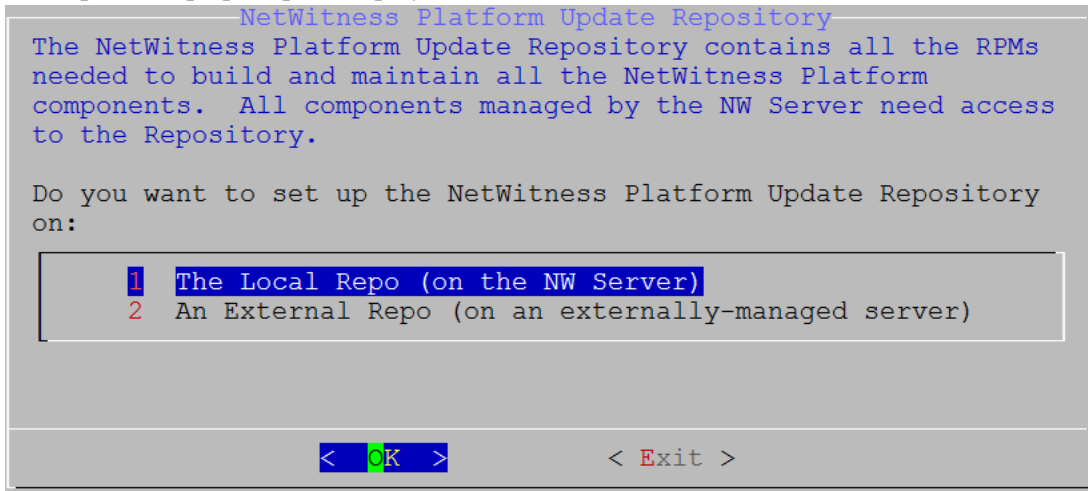 NetWitness Platform Update Repository
The NetWitness Platform Update Repository contains all the RPMs
needed to build and maintain all the NetWitness Platform
components.  All components managed by the NW Server need access
to the Repository.
Do you want to set up the NetWitness Platform Update Repository
on:
1 The Local Repo (on the NW Server)
2 An External Repo (on an externally-managed server)
< OK > < Exit >